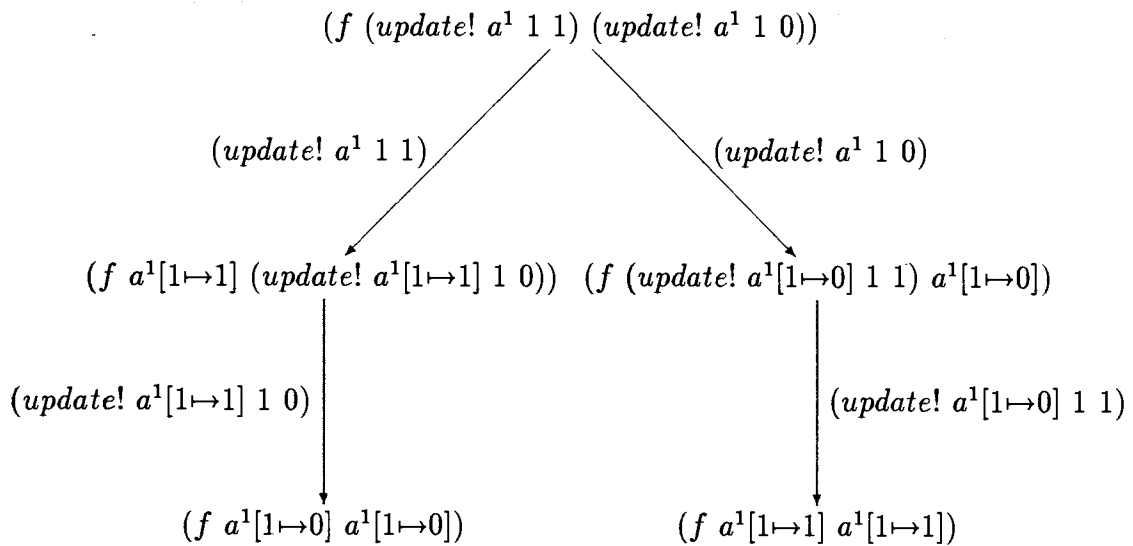 (f (update! a¹ 1 1) (update! a¹ 1 0))
(update! a¹ 1 1) (update! a¹ 1 0)
(f a¹[1↦1] (update! a¹[1↦1] 1 0)) (f (update! a¹[1↦0] 1 1) a¹[1↦0])
(update! a¹[1↦1] 1 0) (update! a¹[1↦0] 1 1)
(f a¹[1↦0] a¹[1↦0]) (f a¹[1↦1] a¹[1↦1])